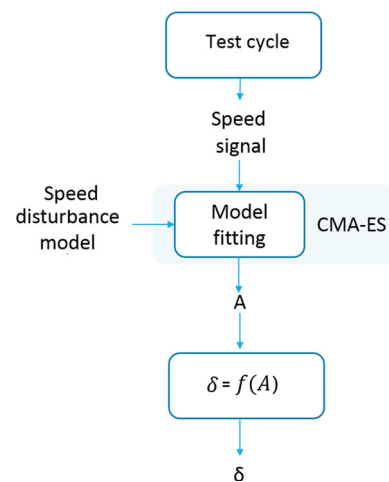 Test cycle
Speed
signal
Speed
disturbance
model
Model
fitting
CMA-ES
A
δ = f(A)
δ